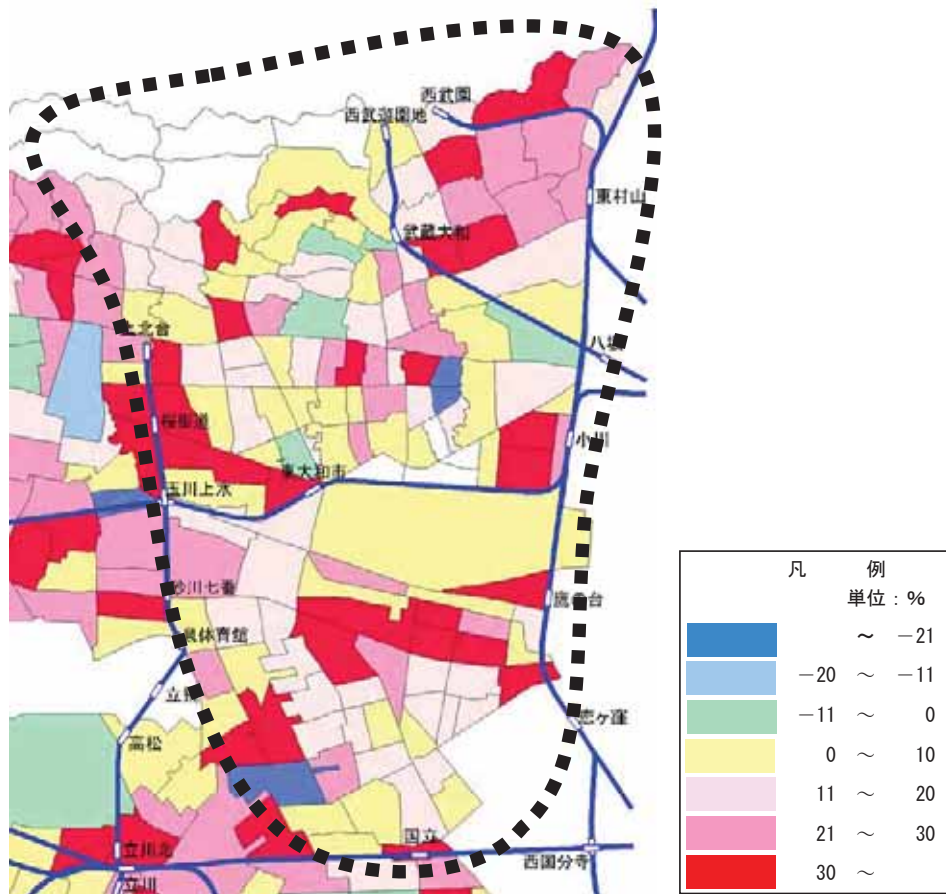 西武園
西武遊園地
東村山
武蔵大和
上北台
八坂
桜街道
小川
東大和市
玉川上水
砂川七番
鷹の台
泉体育館
立飛
恋ヶ窪
高松
国立
立川北
西国分寺
立川
凡 例
単位：%
～ －21
－20 ～ －11
－11 ～ 0
0 ～ 10
11 ～ 20
21 ～ 30
30 ～